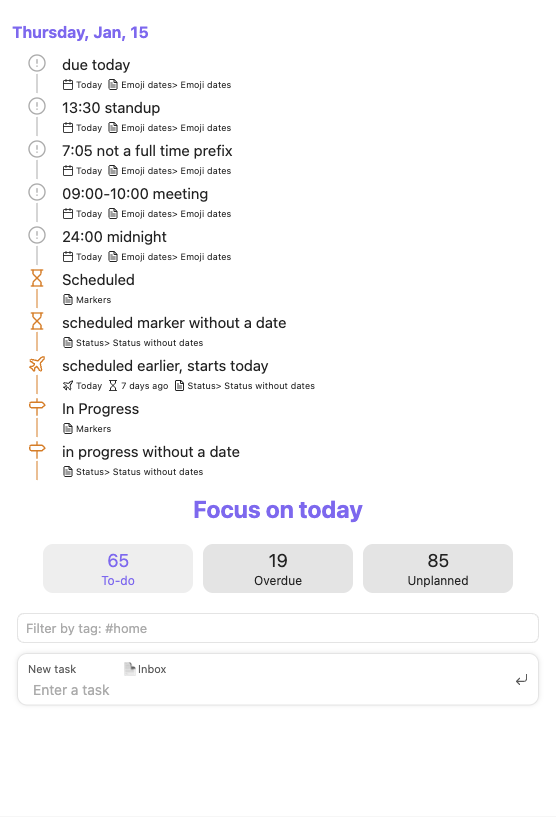 Thursday, Jan, 15
due today
Today Emoji dates> Emoji dates
13:30 standup
Today Emoji dates> Emoji dates
7:05 not a full time prefix
Today Emoji dates> Emoji dates
09:00-10:00 meeting
Today Emoji dates> Emoji dates
24:00 midnight
Today Emoji dates> Emoji dates
Scheduled
Markers
scheduled marker without a date
Status> Status without dates
scheduled earlier, starts today
Today 7 days ago Status> Status without dates
In Progress
Markers
in progress without a date
Status> Status without dates
Focus on today
65 19 85
To-do Overdue Unplanned
Filter by tag: #home
New task Inbox
Enter a task